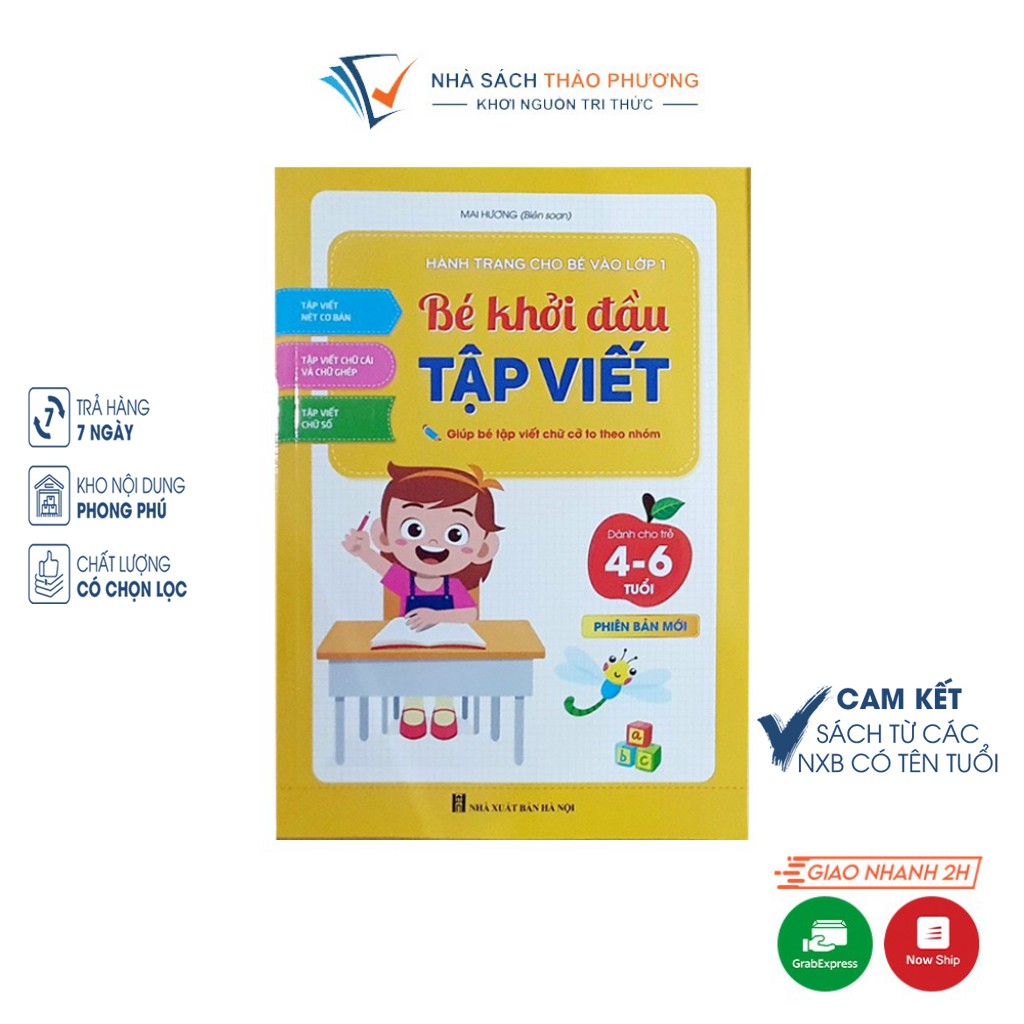 NHÀ SÁCH THẢO PHƯƠNG
KHƠI NGUỒN TRI THỨC
MAI HƯƠNG (Biên soạn)
HÀNH TRANG CHO BÉ VÀO LỚP 1
Bé khởi đầu
TẬP VIẾT
Giúp bé tập viết chữ cỡ to theo nhóm
TẬP VIẾT
NÉT CƠ BẢN
TẬP VIẾT CHỮ CÁI
VÀ CHỮ GHÉP
TẬP VIẾT
CHỮ SỐ
Dành cho trẻ
4-6
TUỔI
PHIÊN BẢN MỚI
a
b c
NHÀ XUẤT BẢN HÀ NỘI
7
TRẢ HÀNG
7 NGÀY
KHO NỘI DUNG
PHONG PHÚ
CHẤT LƯỢNG
CÓ CHỌN LỌC
CAM KẾT
SÁCH TỪ CÁC
NXB CÓ TÊN TUỔI
GIAO NHANH 2H
GrabExpress
Now Ship